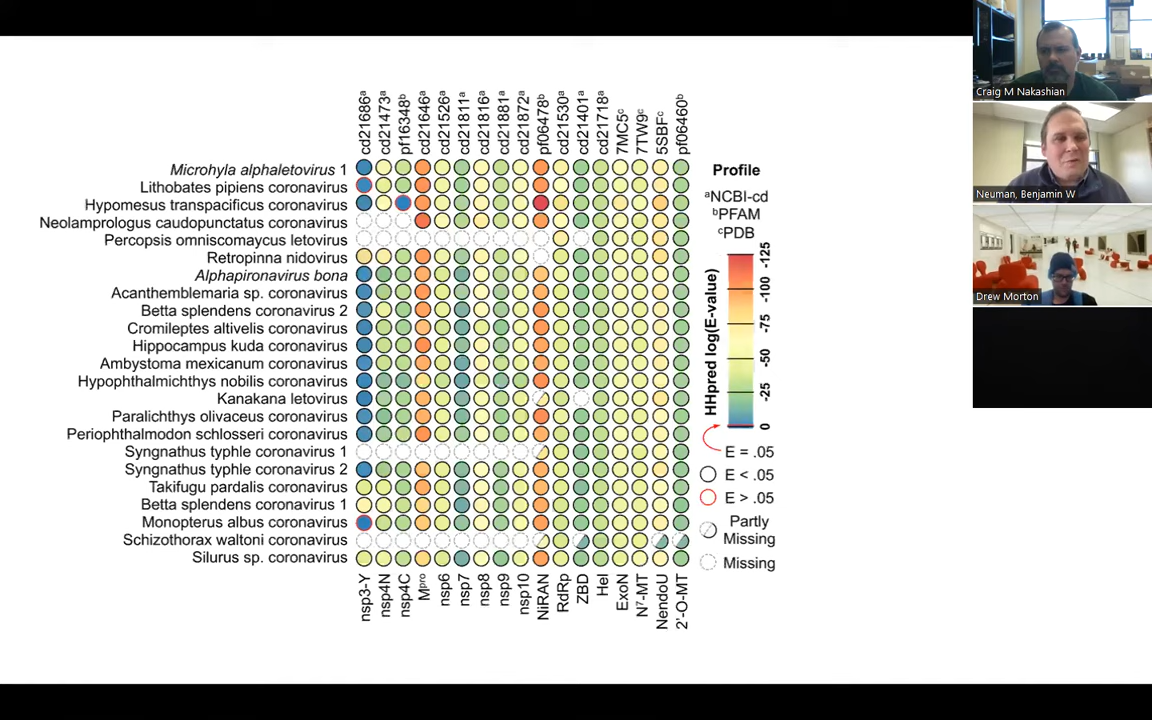 cd21686ᵃ
cd21473ᵃ
pf16348ᵇ
cd21646ᵃ
cd21526ᵃ
cd21811ᵃ
cd21816ᵃ
cd21881ᵃ
cd21872ᵃ
pf06478ᵇ
cd21530ᵃ
cd21401ᵃ
cd21718ᵃ
7MC5ᶜ
7TW9ᶜ
5SBFᶜ
pf06460ᵇ
Microhyla alphaletovirus 1
Lithobates pipiens coronavirus
Hypomesus transpacificus coronavirus
Neolamprologus caudopunctatus coronavirus
Percopsis omniscomaycus letovirus
Retropinna nidovirus
Alphapironavirus bona
Acanthemblemaria sp. coronavirus
Betta splendens coronavirus 2
Cromileptes altivelis coronavirus
Hippocampus kuda coronavirus
Ambystoma mexicanum coronavirus
Hypophthalmichthys nobilis coronavirus
Kanakana letovirus
Paralichthys olivaceus coronavirus
Periophthalmodon schlosseri coronavirus
Syngnathus typhle coronavirus 1
Syngnathus typhle coronavirus 2
Takifugu pardalis coronavirus
Betta splendens coronavirus 1
Monopterus albus coronavirus
Schizothorax waltoni coronavirus
Silurus sp. coronavirus
nsp3-Y
nsp4N
nsp4C
Mᵖʳᵒ
nsp6
nsp7
nsp8
nsp9
nsp10
NiRAN
RdRp
ZBD
Hel
ExoN
N⁷-MT
NendoU
2'-O-MT
Profile
ᵃNCBI-cd
ᵇPFAM
ᶜPDB
HHpred log(E-value)
-125
-100
-75
-50
-25
0
E = .05
E < .05
E > .05
Partly
Missing
Missing
Craig M Nakashian
Neuman, Benjamin W
Drew Morton